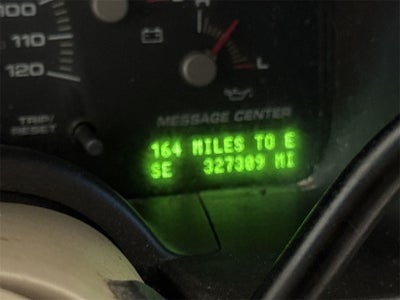 100
110
120
H
L
TRIP/
RESET
MESSAGE CENTER
164 MILES TO E
SE 327309 MI